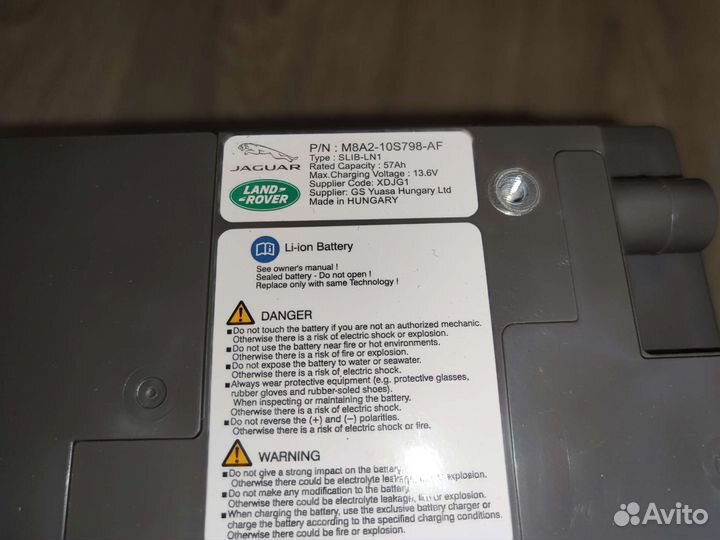 JAGUAR
LAND-
-ROVER
P/N : M8A2-10S798-AF
Type : SLIB-LN1
Rated Capacity : 57Ah
Max.Charging Voltage : 13.6V
Supplier Code: XDJG1
Supplier: GS Yuasa Hungary Ltd
Made in HUNGARY
Li-ion Battery
See owner's manual !
Sealed battery - Do not open !
Replace only with same Technology !
DANGER
■Do not touch the battery if you are not an authorized mechanic.
Otherwise there is a risk of electric shock or explosion.
■Do not use the battery near fire or hot environments.
Otherwise there is a risk of fire or explosion.
■Do not expose the battery to water or seawater.
Otherwise there is a risk of electric shock.
■Always wear protective equipment (e.g. protective glasses,
rubber gloves and rubber-soled shoes).
When inspecting or maintaining the battery.
Otherwise there is a risk of electric shock.
■Do not reverse the (+) and (−) polarities.
Otherwise there is a risk of electric shock or fire.
WARNING
■Do not give a strong impact on the battery.
Otherwise there could be electrolyte leakage, explosion.
■Do not make any modification to the battery.
Otherwise there could be electrolyte leakage, or explosion.
■When charging the battery, use the exclusive battery charger or
charge the battery according to the specified charging conditions.
Otherwise there could be fire or explosion.
Avito